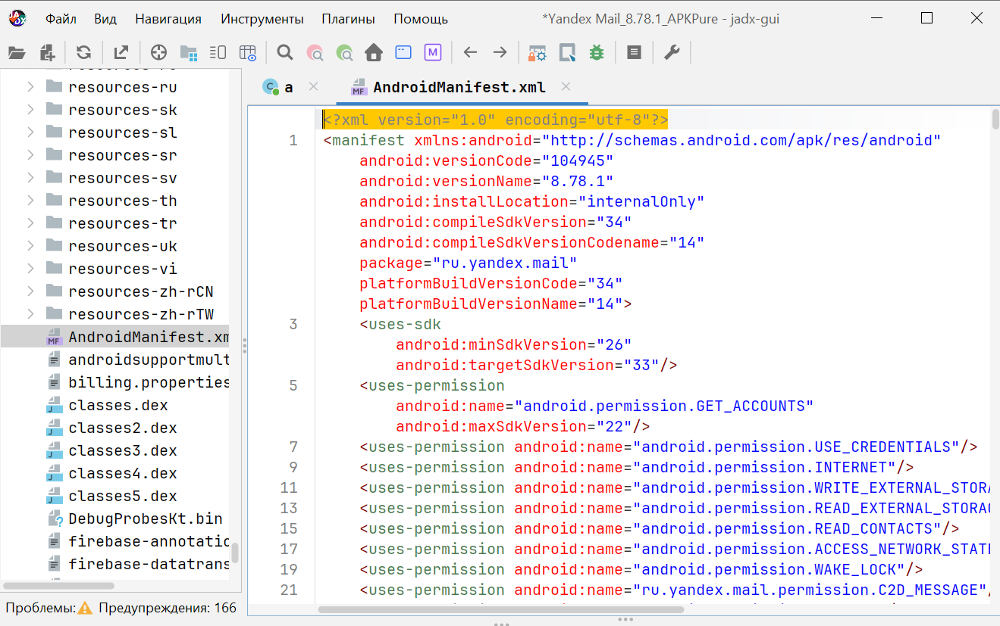 Файл Вид Навигация Инструменты Плагины Помощь *Yandex Mail_8.78.1_APKPure - jadx-gui
resources-ru
resources-sk
resources-sl
resources-sr
resources-sv
resources-th
resources-tr
resources-uk
resources-vi
resources-zh-rCN
resources-zh-rTW
AndroidManifest.xm
androidsupportmult
billing.properties
classes.dex
classes2.dex
classes3.dex
classes4.dex
classes5.dex
DebugProbesKt.bin
firebase-annotatio
firebase-datatrans
Проблемы: Предупреждения: 166
a AndroidManifest.xml
<?xml version="1.0" encoding="utf-8"?>
1 <manifest xmlns:android="http://schemas.android.com/apk/res/android"
android:versionCode="104945"
android:versionName="8.78.1"
android:installLocation="internalOnly"
android:compileSdkVersion="34"
android:compileSdkVersionCodename="14"
package="ru.yandex.mail"
platformBuildVersionCode="34"
platformBuildVersionName="14">
3 <uses-sdk
android:minSdkVersion="26"
android:targetSdkVersion="33"/>
5 <uses-permission
android:name="android.permission.GET_ACCOUNTS"
android:maxSdkVersion="22"/>
7 <uses-permission android:name="android.permission.USE_CREDENTIALS"/>
9 <uses-permission android:name="android.permission.INTERNET"/>
11 <uses-permission android:name="android.permission.WRITE_EXTERNAL_STORA
13 <uses-permission android:name="android.permission.READ_EXTERNAL_STORAG
15 <uses-permission android:name="android.permission.READ_CONTACTS"/>
17 <uses-permission android:name="android.permission.ACCESS_NETWORK_STATE
19 <uses-permission android:name="android.permission.WAKE_LOCK"/>
21 <uses-permission android:name="ru.yandex.mail.permission.C2D_MESSAGE"/